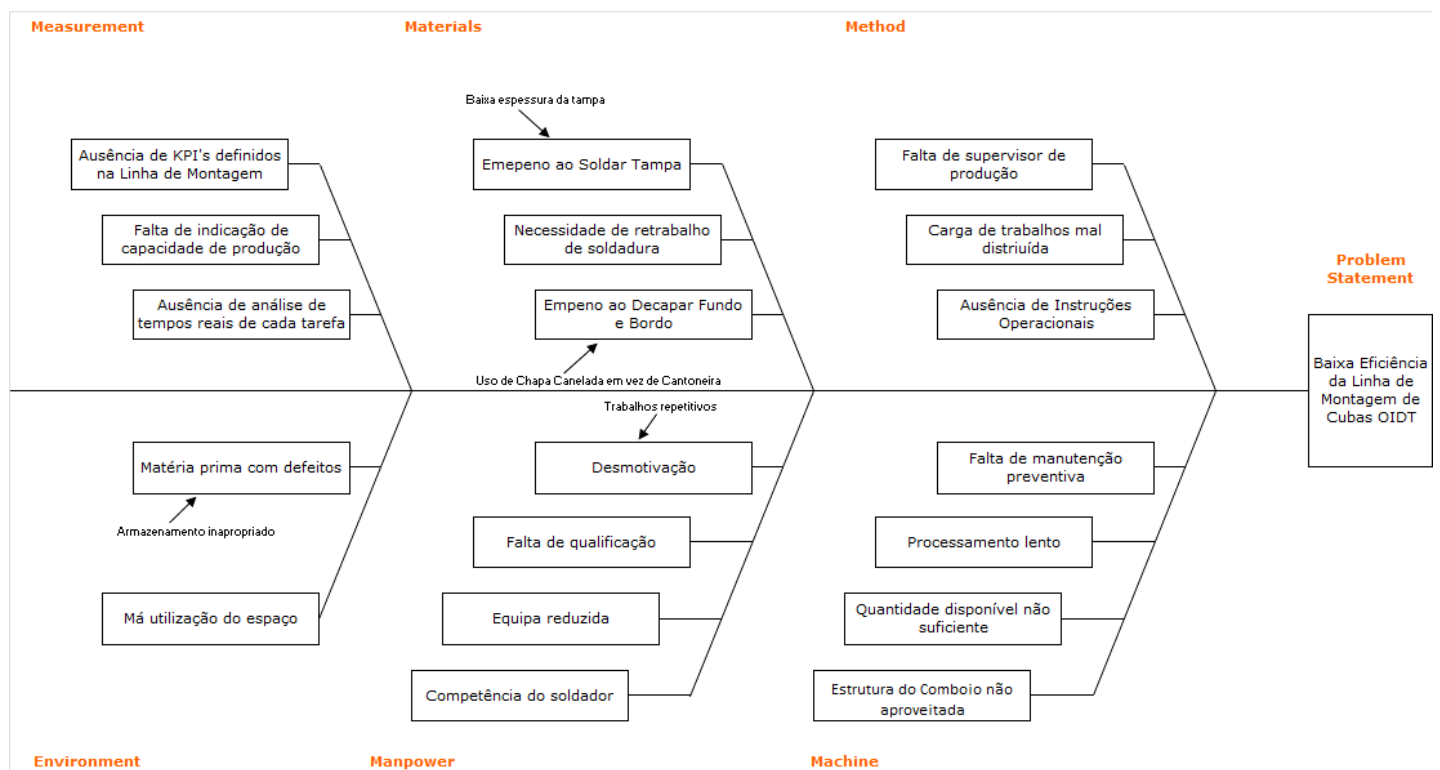 Measurement
Materials
Method
Baixa espessura da tampa
Ausência de KPI's definidos
na Linha de Montagem
Emepeno ao Soldar Tampa
Falta de supervisor de
produção
Falta de indicação de
capacidade de produção
Necessidade de retrabalho
de soldadura
Carga de trabalhos mal
distriuída
Ausência de análise de
tempos reais de cada tarefa
Empeno ao Decapar Fundo
e Bordo
Ausência de Instruções
Operacionais
Problem
Statement
Baixa Eficiência
da Linha de
Montagem de
Cubas OIDT
Uso de Chapa Canelada em vez de Cantoneira
Trabalhos repetitivos
Matéria prima com defeitos
Desmotivação
Falta de manutenção
preventiva
Armazenamento inapropriado
Falta de qualificação
Processamento lento
Má utilização do espaço
Equipa reduzida
Quantidade disponível não
suficiente
Competência do soldador
Estrutura do Comboio não
aproveitada
Environment
Manpower
Machine